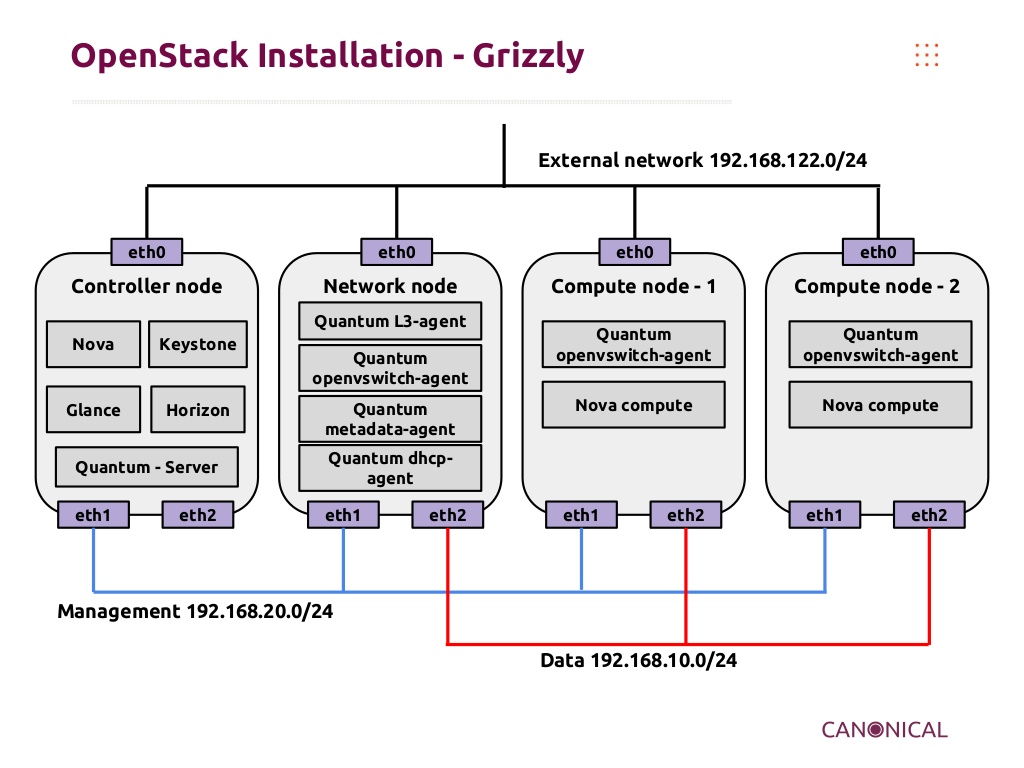 OpenStack Installation - Grizzly
External network 192.168.122.0/24
eth0
eth0
eth0
eth0
Controller node
Nova
Keystone
Glance
Horizon
Quantum - Server
eth1
eth2
Network node
Quantum L3-agent
Quantum
openvswitch-agent
Quantum
metadata-agent
Quantum dhcp-
agent
eth1
eth2
Compute node - 1
Quantum
openvswitch-agent
Nova compute
eth1
eth2
Compute node - 2
Quantum
openvswitch-agent
Nova compute
eth1
eth2
Management 192.168.20.0/24
Data 192.168.10.0/24
CANONICAL